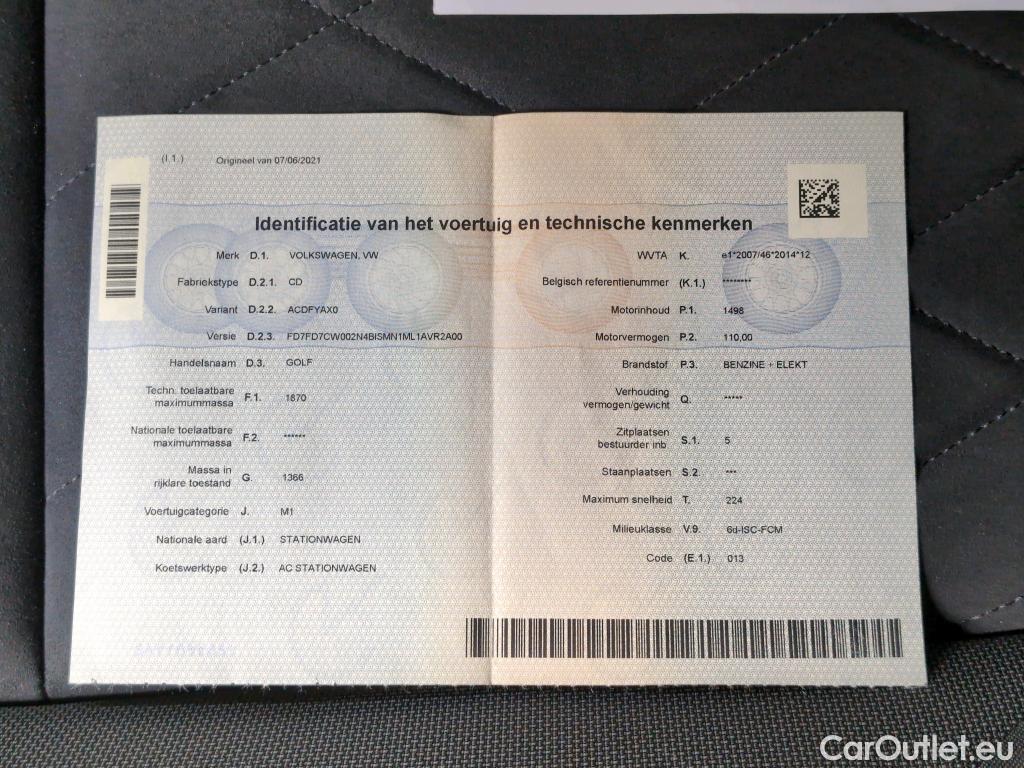 (I.1.) Origineel van 07/06/2021
Identificatie van het voertuig en technische kenmerken
Merk D.1. VOLKSWAGEN, VW
Fabriekstype D.2.1. CD
Variant D.2.2. ACDFYAX0
Versie D.2.3. FD7FD7CW002N4BISMN1ML1AVR2A00
Handelsnaam D.3. GOLF
Techn. toelaatbare
maximummassa F.1. 1870
Nationale toelaatbare
maximummassa F.2. ******
Massa in
rijklare toestand G. 1366
Voertuigcategorie J. M1
Nationale aard (J.1.) STATIONWAGEN
Koetswerktype (J.2.) AC STATIONWAGEN
WVTA K. e1*2007/46*2014*12
Belgisch referentienummer (K.1.) ********
Motorinhoud P.1. 1498
Motorvermogen P.2. 110,00
Brandstof P.3. BENZINE + ELEKT
Verhouding
vermogen/gewicht Q. *****
Zitplaatsen
bestuurder inb. S.1. 5
Staanplaatsen S.2. ***
Maximum snelheid T. 224
Milieuklasse V.9. 6d-ISC-FCM
Code (E.1.) 013
CarOutlet.eu